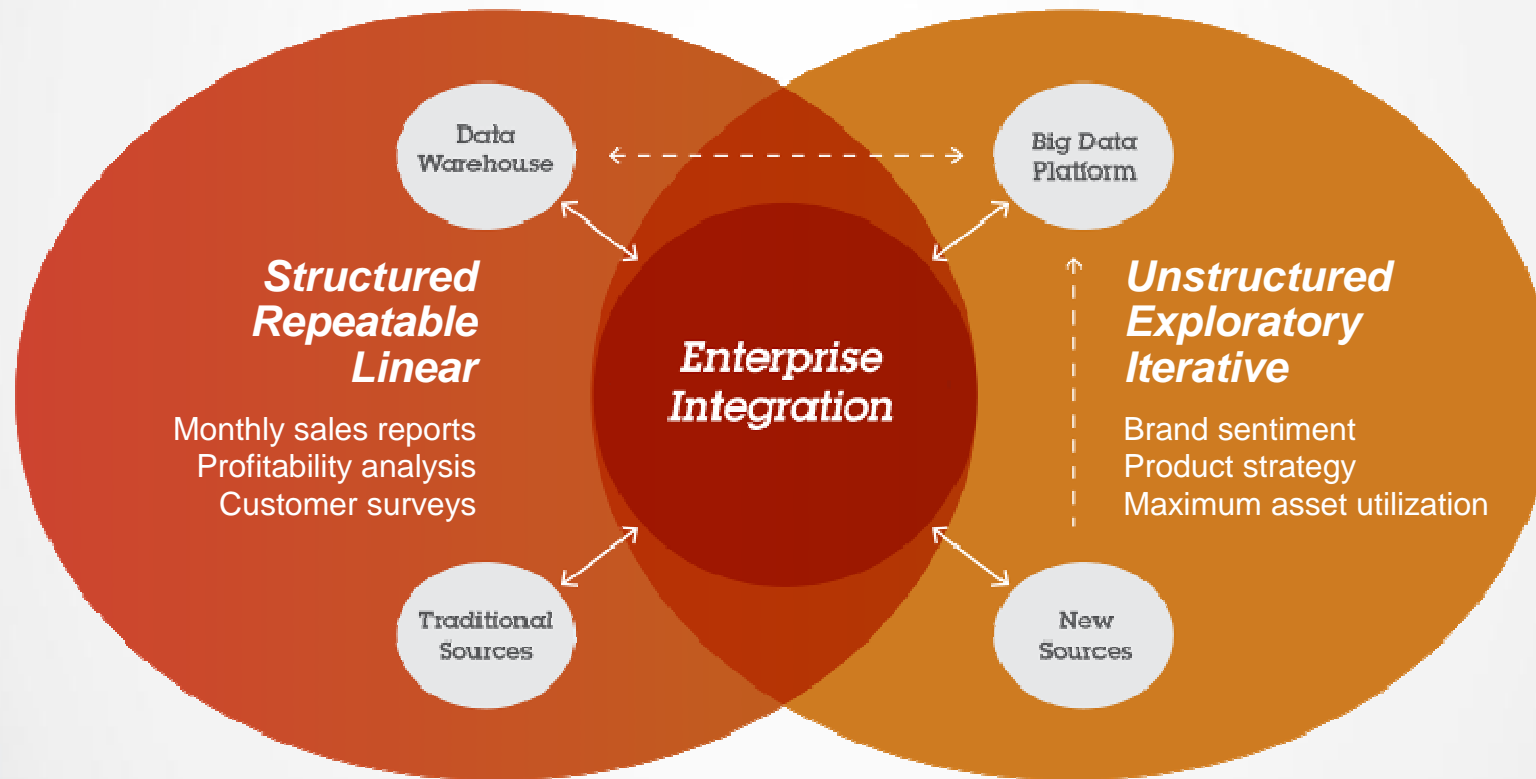 Data
Warehouse
Big Data
Platform
Structured
Repeatable
Linear
Monthly sales reports
Profitability analysis
Customer surveys
Enterprise
Integration
Unstructured
Exploratory
Iterative
Brand sentiment
Product strategy
Maximum asset utilization
Traditional
Sources
New
Sources